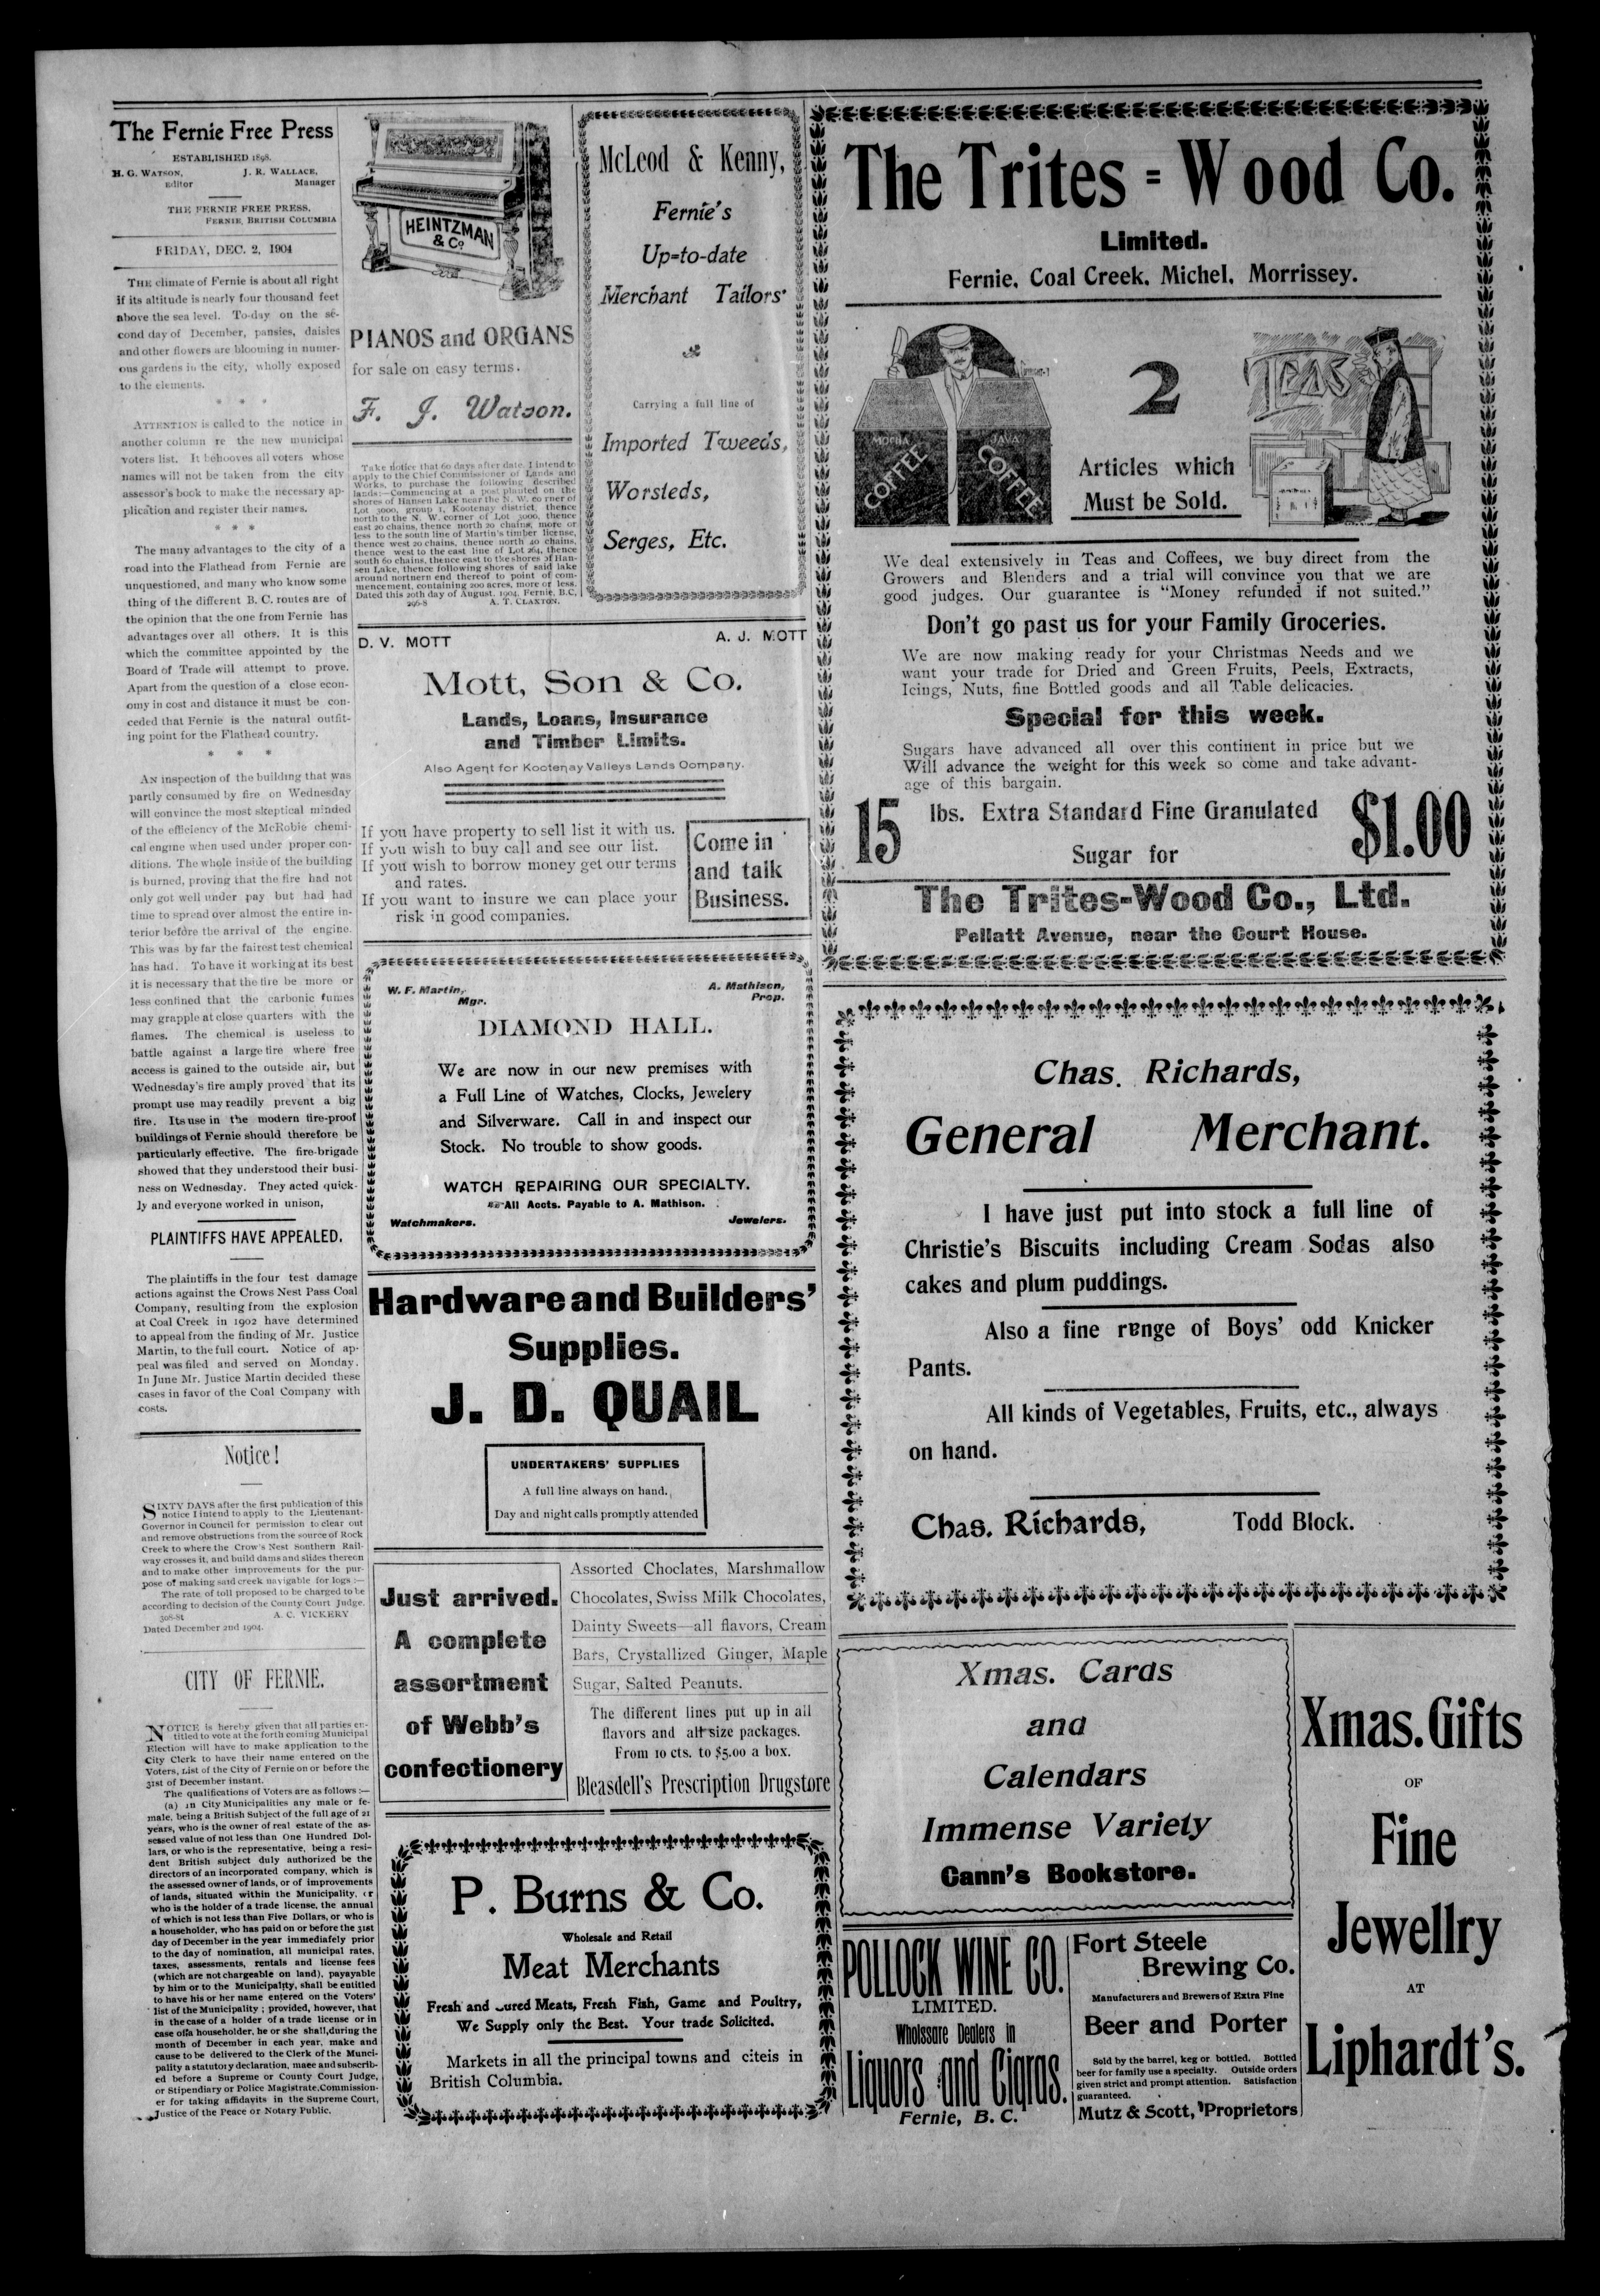 The Fernie Free Press
ESTABLISHED 1898.
H. G. WATSON,
Editor
J. R. WALLACE,
Manager
THE FERNIE FREE PRESS,
FERNIE, BRITISH COLUMBIA
FRIDAY, DEC. 2, 1904
THE climate of Fernie is about all right
if its altitude is nearly four thousand feet
above the sea level. To-day on the se-
cond day of December, pansies, daisies
and other flowers are blooming in numer-
ous gardens in the city, wholly exposed
to the elements.
* * *
ATTENTION is called to the notice in
another column re the new municipal
voters list. It behooves all voters whose
names will not be taken from the city
assessor's book to make the necessary ap-
plication and register their names.
* * *
The many advantages to the city of a
road into the Flathead from Fernie are
unquestioned, and many who know some
thing of the different B. C. routes are of
the opinion that the one from Fernie has
advantages over all others. It is this
which the committee appointed by the
Board of Trade will attempt to prove.
Apart from the question of a close econ-
omy in cost and distance it must be con-
ceded that Fernie is the natural outfit-
ing point for the Flathead country.
* * *
AN inspection of the building that was
partly consumed by fire on Wednesday
will convince the most skeptical minded
of the efficiency of the McRobie chemi-
cal engine when used under proper con-
ditions. The whole inside of the building
is burned, proving that the fire had not
only got well under pay but had had
time to spread over almost the entire in-
terior before the arrival of the engine.
This was by far the fairest test chemical
has had. To have it working at its best
it is necessary that the fire be more or
less confined that the carbonic fumes
may grapple at close quarters with the
flames. The chemical is useless to
battle against a large fire where free
access is gained to the outside air, but
Wednesday's fire amply proved that its
prompt use may readily prevent a big
fire. Its use in the modern fire-proof
buildings of Fernie should therefore be
particularly effective. The fire-brigade
showed that they understood their busi-
ness on Wednesday. They acted quick-
ly and everyone worked in unison,
PLAINTIFFS HAVE APPEALED.
The plaintiffs in the four test damage
actions against the Crows Nest Pass Coal
Company, resulting from the explosion
at Coal Creek in 1902 have determined
to appeal from the finding of Mr. Justice
Martin, to the full court. Notice of ap-
peal was filed and served on Monday.
In June Mr. Justice Martin decided these
cases in favor of the Coal Company with
costs.
Notice!
SIXTY DAYS after the first publication of this
notice I intend to apply to the Lieutenant-
Governor in Council for permission to clear out
and remove obstructions from the source of Rock
Creek to where the Crow's Nest Southern Rail-
way crosses it, and build dams and slides thereon
and to make other improvements for the pur-
pose of making said creek navigable for logs :—
The rate of toll proposed to be charged to be
according to decision of the County Court Judge.
308-8t A. C. VICKERY
Dated December 2nd 1904.
CITY OF FERNIE.
NOTICE is hereby given that all parties en-
titled to vote at the forth coming Municipal
Election will have to make application to the
City Clerk to have their name entered on the
Voters, List of the City of Fernie on or before the
31st of December instant.
The qualifications of Voters are as follows :—
(a) in City Municipalities any male or fe-
male, being a British Subject of the full age of 21
years, who is the owner of real estate of the as-
sessed value of not less than One Hundred Dol-
lars, or who is the representative, being a resi-
dent British subject duly authorized be the
directors of an incorporated company, which is
the assessed owner of lands, or of improvements
of lands, situated within the Municipality, or
who is the holder of a trade license, the annual
of which is not less than Five Dollars, or who is
a householder, who has paid on or before the 31st
day of December in the year immediafely prior
to the day of nomination, all municipal rates,
taxes, assessments, rentals and license fees
(which are not chargeable on land), payayable
by him or to the Municipality, shall be entitled
to have his or her name entered on the Voters'
list of the Municipality ; provided, however, that
in the case of a holder of a trade license or in
case of a householder, he or she shall, during the
month of December in each year, make and
cause to be delivered to the Clerk of the Munci-
pality a statutory declaration, maee and subscrib-
ed before a Supreme or County Court Judge,
or Stipendiary or Police Magistrate, Commission-
er for taking affidavits in the Supreme Court,
Justice of the Peace or Notary Public.
HEINTZMAN
& Co.
PIANOS and ORGANS
for sale on easy terms.
F. J. Watson.
Take notice that 60 days after date, I intend to
apply to the Chief Commissioner of Lands and
Works, to purchase the following described
lands:—Commencing at a post planted on the
shores of Hansen Lake near the N. W. corner of
Lot 3000, group 1, Kootenay district, thence
north to the N. W. corner of Lot 3000, thence
east 20 chains, thence north 20 chains, more or
less to the south line of Martin's timber license,
thence west 20 chains, thence north 40 chains,
thence west to the east line of Lot 264, thence
south 60 chains, thence east to the shores of Han-
sen Lake, thence following shores of said lake
around nortnern end thereof to point of com-
mencement, containing 200 acres, more or less.
Dated this 20th day of August, 1904, Fernie, B.C.
296-8 A. T. CLAXTON.
McLeod & Kenny,
Fernie's
Up-to-date
Merchant Tailors
Carrying a full line of
Imported Tweeds,
Worsteds,
Serges, Etc.
D. V. MOTT A. J. MOTT
Mott, Son & Co.
Lands, Loans, Insurance
and Timber Limits.
Also Agent for Kootenay Valleys Lands Company.
If you have property to sell list it with us.
If you wish to buy call and see our list.
If you wish to borrow money get our terms
and rates.
If you want to insure we can place your
risk in good companies.
Come in
and talk
Business.
W. F. Martin,
Mgr.
A. Mathison,
Prop.
DIAMOND HALL.
We are now in our new premises with
a Full Line of Watches, Clocks, Jewelery
and Silverware. Call in and inspect our
Stock. No trouble to show goods.
WATCH REPAIRING OUR SPECIALTY.
All Accts. Payable to A. Mathison.
Watchmakers. Jewelers.
Hardware and Builders'
Supplies.
J. D. QUAIL
UNDERTAKERS' SUPPLIES
A full line always on hand.
Day and night calls promptly attended
Just arrived.
A complete
assortment
of Webb's
confectionery
Assorted Choclates, Marshmallow
Chocolates, Swiss Milk Chocolates,
Dainty Sweets—all flavors, Cream
Bars, Crystallized Ginger, Maple
Sugar, Salted Peanuts.
The different lines put up in all
flavors and all size packages.
From 10 cts. to $5.00 a box.
Bleasdell's Prescription Drugstore
P. Burns & Co.
Wholesale and Retail
Meat Merchants
Fresh and Cured Meats, Fresh Fish, Game and Poultry,
We Supply only the Best. Your trade Solicited.
Markets in all the principal towns and citeis in
British Columbia.
The Trites = Wood Co.
Limited.
Fernie, Coal Creek, Michel, Morrissey.
MOCHA
COFFEE
JAVA
COFFEE
2
Articles which
Must be Sold.
TEAS
We deal extensively in Teas and Coffees, we buy direct from the
Growers and Blenders and a trial will convince you that we are
good judges. Our guarantee is "Money refunded if not suited."
Don't go past us for your Family Groceries.
We are now making ready for your Christmas Needs and we
want your trade for Dried and Green Fruits, Peels, Extracts,
Icings, Nuts, fine Bottled goods and all Table delicacies.
Special for this week.
Sugars have advanced all over this continent in price but we
Will advance the weight for this week so come and take advant-
age of this bargain.
15 lbs. Extra Standard Fine Granulated
Sugar for $1.00
The Trites-Wood Co., Ltd.
Pellatt Avenue, near the Court House.
Chas. Richards,
General Merchant.
I have just put into stock a full line of
Christie's Biscuits including Cream Sodas also
cakes and plum puddings.
Also a fine range of Boys' odd Knicker
Pants.
All kinds of Vegetables, Fruits, etc., always
on hand.
Chas. Richards, Todd Block.
Xmas. Cards
and
Calendars
Immense Variety
Cann's Bookstore.
POLLOCK WINE CO.
LIMITED.
Wholssare Dealers in
Liquors and Cigras.
Fernie, B. C.
Fort Steele
Brewing Co.
Manufacturers and Brewers of Extra Fine
Beer and Porter
Sold by the barrel, keg or bottled. Bottled
beer for family use a specialty. Outside orders
given strict and prompt attention. Satisfaction
guaranteed.
Mutz & Scott, Proprietors
Xmas. Gifts
OF
Fine
Jewellry
AT
Liphardt's.